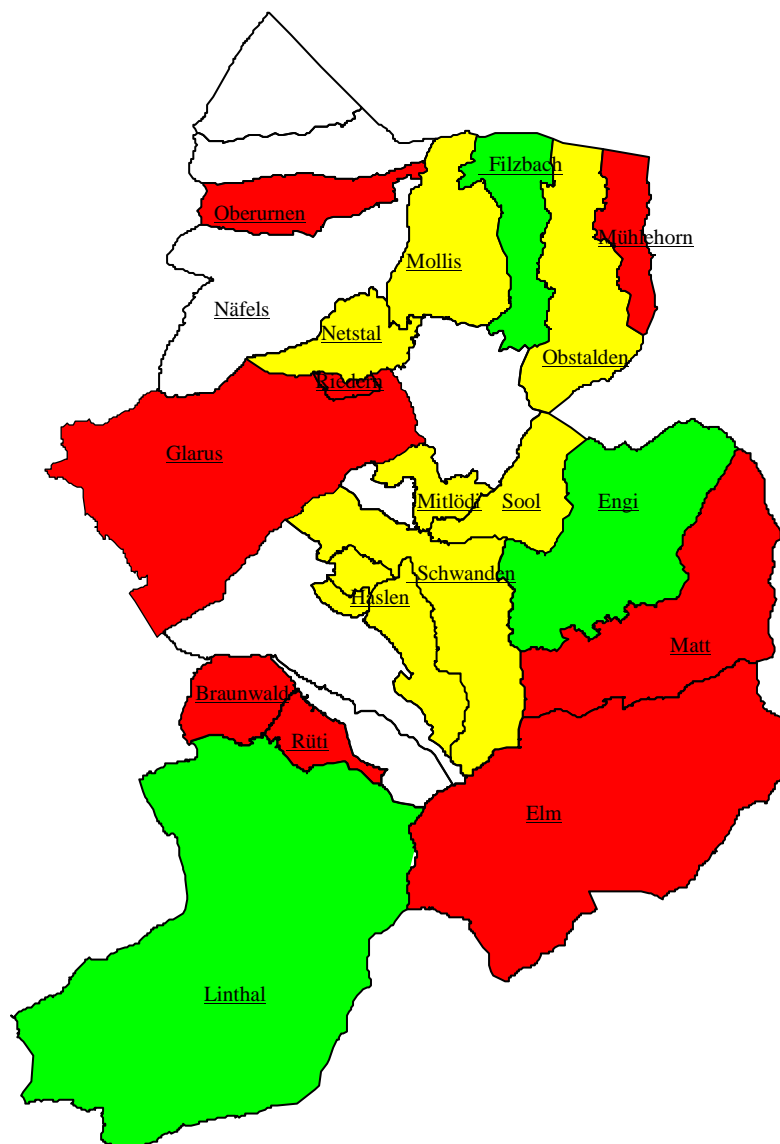 Filzbach
Oberurnen
Mühlehorn
Mollis
Näfels
Netstal
Obstalden
Riedern
Glarus
Mitlödi
Sool
Engi
Schwanden
Haslen
Matt
Braunwald
Rüti
Elm
Linthal